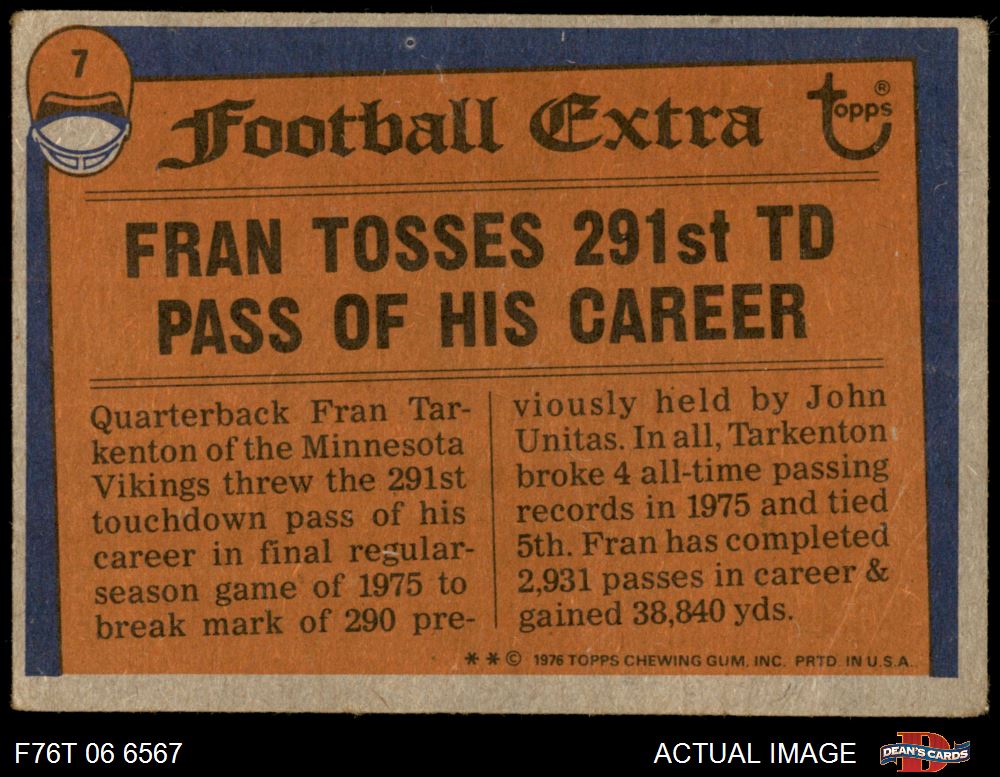 7
Football Extra
Topps ®
FRAN TOSSES 291st TD
PASS OF HIS CAREER
Quarterback Fran Tar-
kenton of the Minnesota
Vikings threw the 291st
touchdown pass of his
career in final regular-
season game of 1975 to
break mark of 290 pre-
viously held by John
Unitas. In all, Tarkenton
broke 4 all-time passing
records in 1975 and tied
5th. Fran has completed
2,931 passes in career &
gained 38,840 yds.
* * © 1976 TOPPS CHEWING GUM, INC. PRTD. IN U.S.A.
F76T 06 6567
ACTUAL IMAGE
D
DEAN'S CARDS